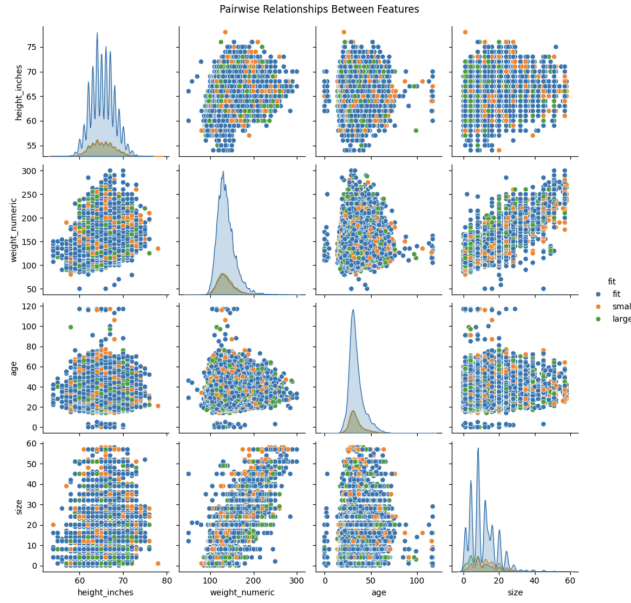 Pairwise Relationships Between Features
height_inches
75
70
65
60
55
weight_numeric
300
250
200
150
100
50
fit
fit
small
large
age
120
100
80
60
40
20
0
size
60
50
40
30
20
10
0
60 70 80
height_inches
100 200 300
weight_numeric
0 50 100
age
0 20 40 60
size